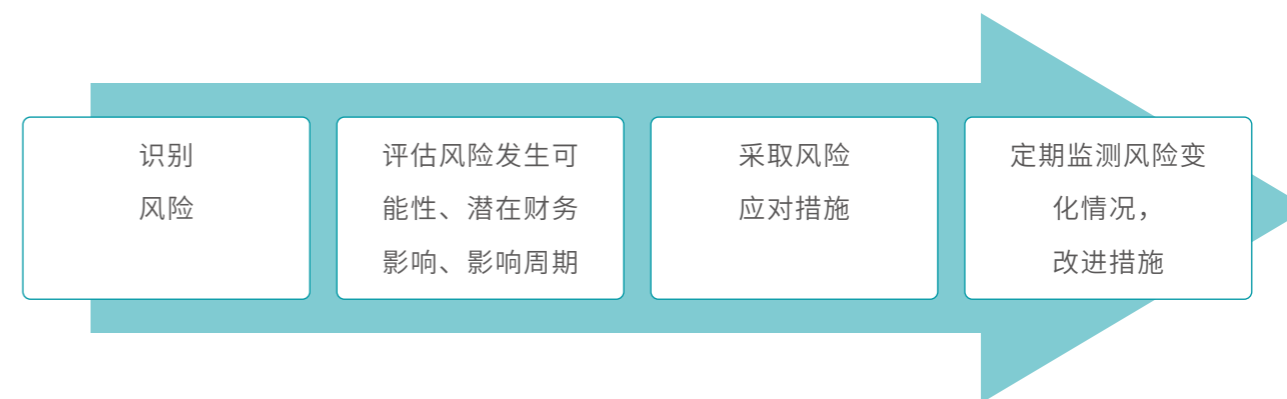 识别
风险
评估风险发生可
能性、潜在财务
影响、影响周期
采取风险
应对措施
定期监测风险变
化情况，
改进措施